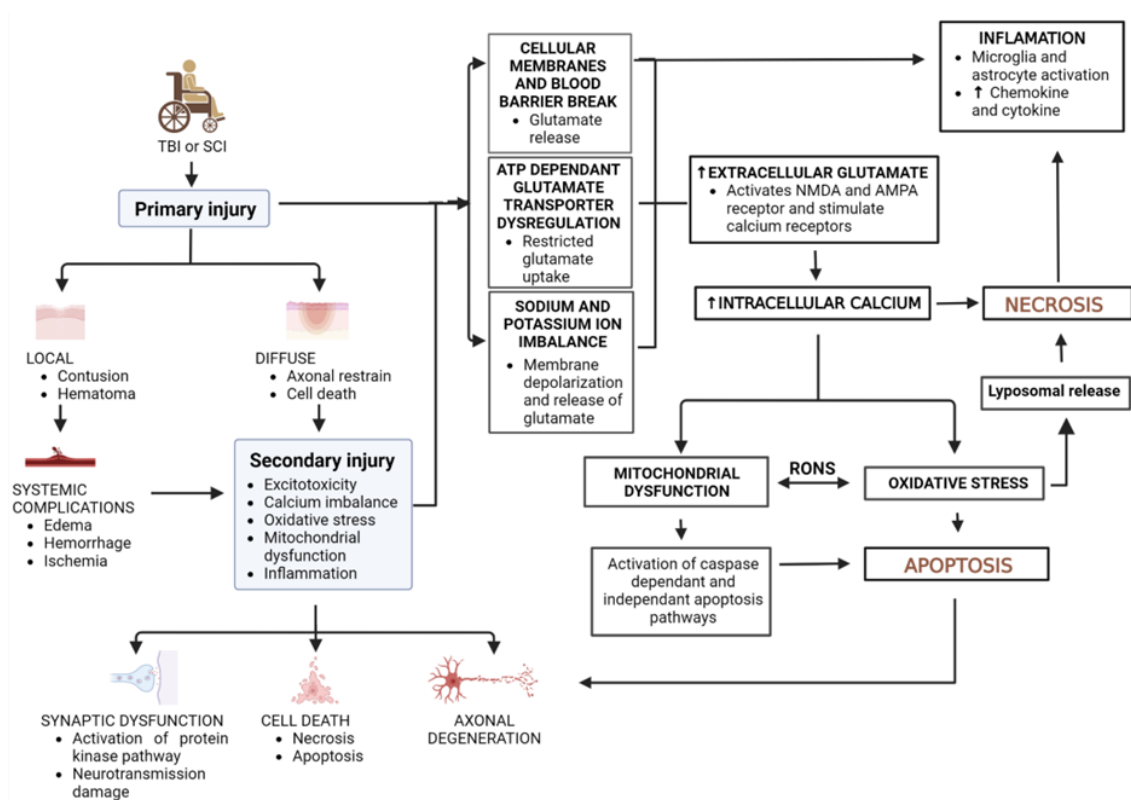 TBI or SCI
Primary injury
LOCAL
• Contusion
• Hematoma
DIFFUSE
• Axonal restrain
• Cell death
SYSTEMIC
COMPLICATIONS
• Edema
• Hemorrhage
• Ischemia
Secondary injury
• Excitotoxicity
• Calcium imbalance
• Oxidative stress
• Mitochondrial
dysfunction
• Inflammation
SYNAPTIC DYSFUNCTION
• Activation of protein
kinase pathway
• Neurotransmission
damage
CELL DEATH
• Necrosis
• Apoptosis
AXONAL
DEGENERATION
CELLULAR
MEMBRANES
AND BLOOD
BARRIER BREAK
• Glutamate
release
ATP DEPENDANT
GLUTAMATE
TRANSPORTER
DYSREGULATION
• Restricted
glutamate
uptake
SODIUM AND
POTASSIUM ION
IMBALANCE
• Membrane
depolarization
and release of
glutamate
↑EXTRACELLULAR GLUTAMATE
• Activates NMDA and AMPA
receptor and stimulate
calcium receptors
↑INTRACELLULAR CALCIUM
INFLAMATION
• Microglia and
astrocyte activation
• ↑ Chemokine
and cytokine
NECROSIS
Lyposomal release
MITOCHONDRIAL
DYSFUNCTION
RONS
OXIDATIVE STRESS
Activation of caspase
dependant and
independant apoptosis
pathways
APOPTOSIS